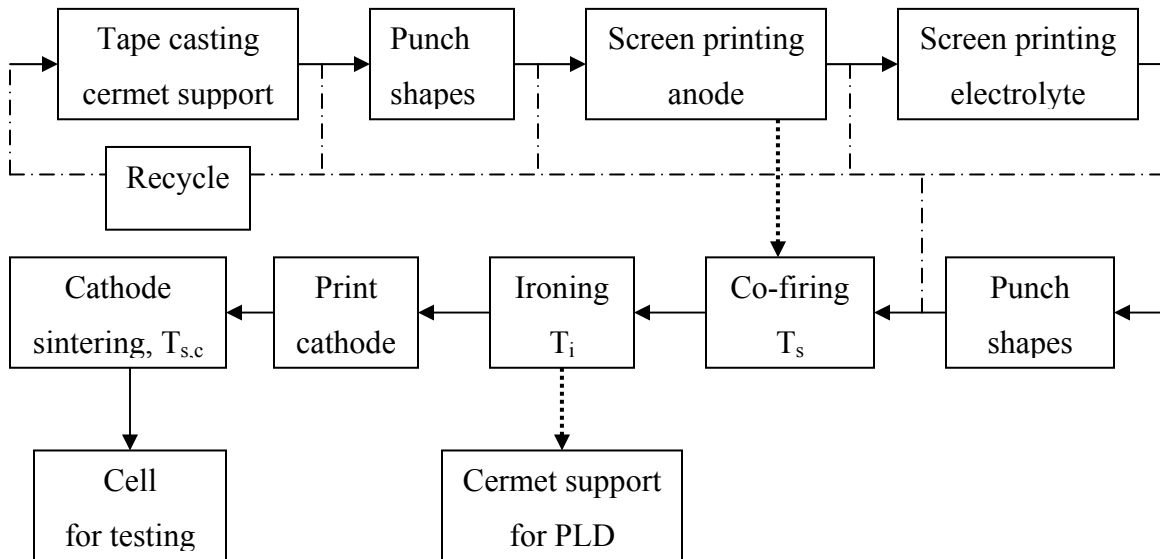 Tape casting
cermet support
Punch
shapes
Screen printing
anode
Screen printing
electrolyte
Recycle
Cathode
sintering, Ts,c
Print
cathode
Ironing
Ti
Co-firing
Ts
Punch
shapes
Cell
for testing
Cermet support
for PLD